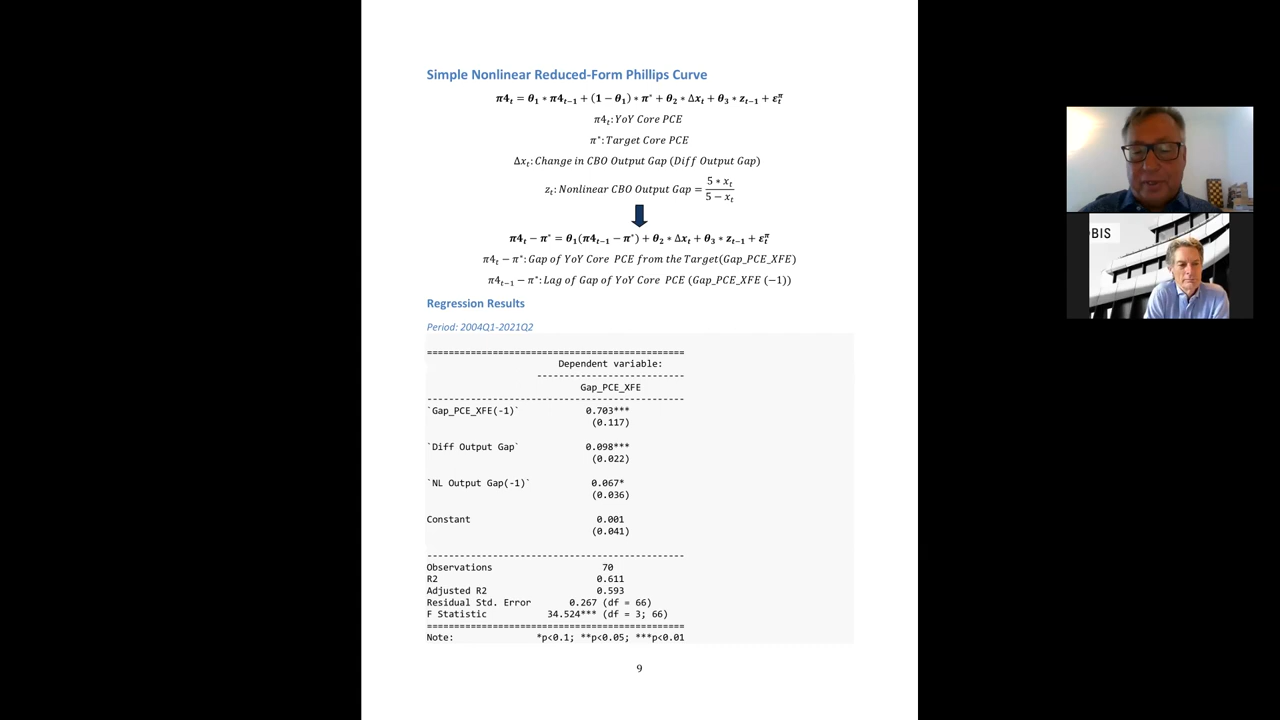 Simple Nonlinear Reduced-Form Phillips Curve
π4ₜ = θ₁ * π4ₜ₋₁ + (1 − θ₁) * π* + θ₂ * Δxₜ + θ₃ * zₜ₋₁ + εₜ^π
π4ₜ: YoY Core PCE
π*: Target Core PCE
Δxₜ: Change in CBO Output Gap (Diff Output Gap)
zₜ: Nonlinear CBO Output Gap = 5 * xₜ / 5 − xₜ
π4ₜ − π* = θ₁(π4ₜ₋₁ − π*) + θ₂ * Δxₜ + θ₃ * zₜ₋₁ + εₜ^π
π4ₜ − π*: Gap of YoY Core PCE from the Target(Gap_PCE_XFE)
π4ₜ₋₁ − π*: Lag of Gap of YoY Core PCE (Gap_PCE_XFE (−1))
Regression Results
Period: 2004Q1-2021Q2
===============================================
Dependent variable:
---------------------------
Gap_PCE_XFE
-----------------------------------------------
`Gap_PCE_XFE(-1)` 0.703***
(0.117)
`Diff Output Gap` 0.098***
(0.022)
`NL Output Gap(-1)` 0.067*
(0.036)
Constant 0.001
(0.041)
-----------------------------------------------
Observations 70
R2 0.611
Adjusted R2 0.593
Residual Std. Error 0.267 (df = 66)
F Statistic 34.524*** (df = 3; 66)
===============================================
Note: *p<0.1; **p<0.05; ***p<0.01
9
BIS